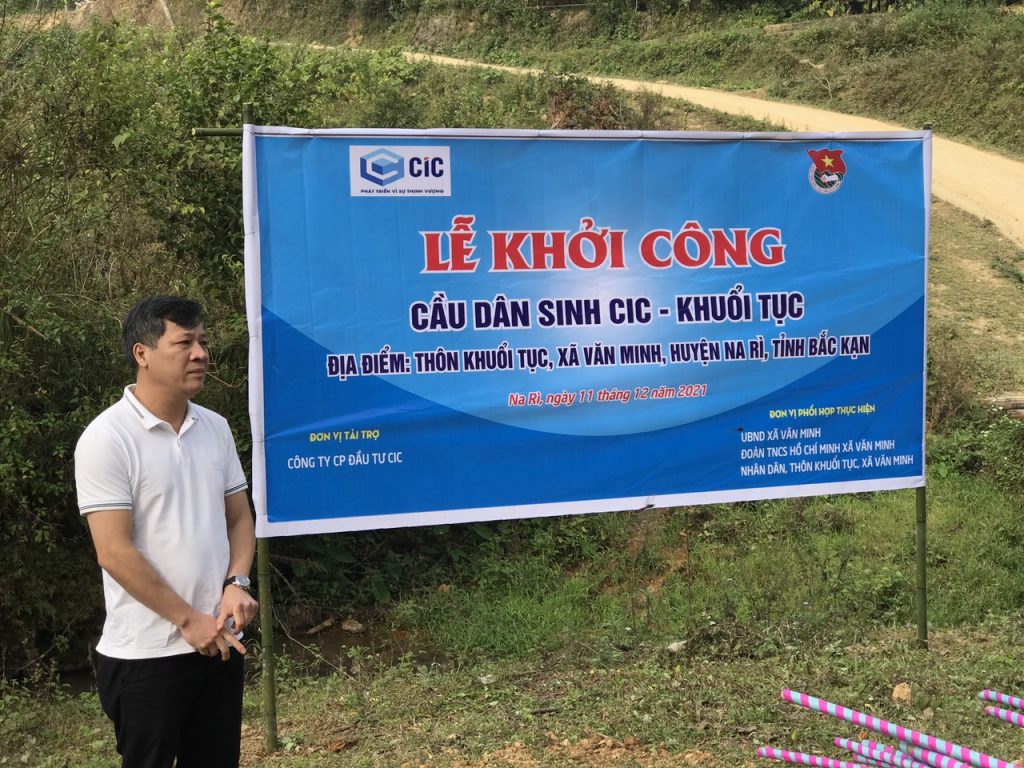 CIC
PHÁT TRIỂN VÌ SỰ THỊNH VƯỢNG
LỄ KHỞI CÔNG
CẦU DÂN SINH CIC - KHUỔI TỤC
ĐỊA ĐIỂM: THÔN KHUỔI TỤC, XÃ VĂN MINH, HUYỆN NA RÌ, TỈNH BẮC KẠN
Na Rì, ngày 11 tháng 12 năm 2021
ĐƠN VỊ TÀI TRỢ
CÔNG TY CP ĐẦU TƯ CIC
ĐƠN VỊ PHỐI HỢP THỰC HIỆN
UBND XÃ VĂN MINH
ĐOÀN TNCS HỒ CHÍ MINH XÃ VĂN MINH
NHÂN DÂN, THÔN KHUỔI TỤC, XÃ VĂN MINH